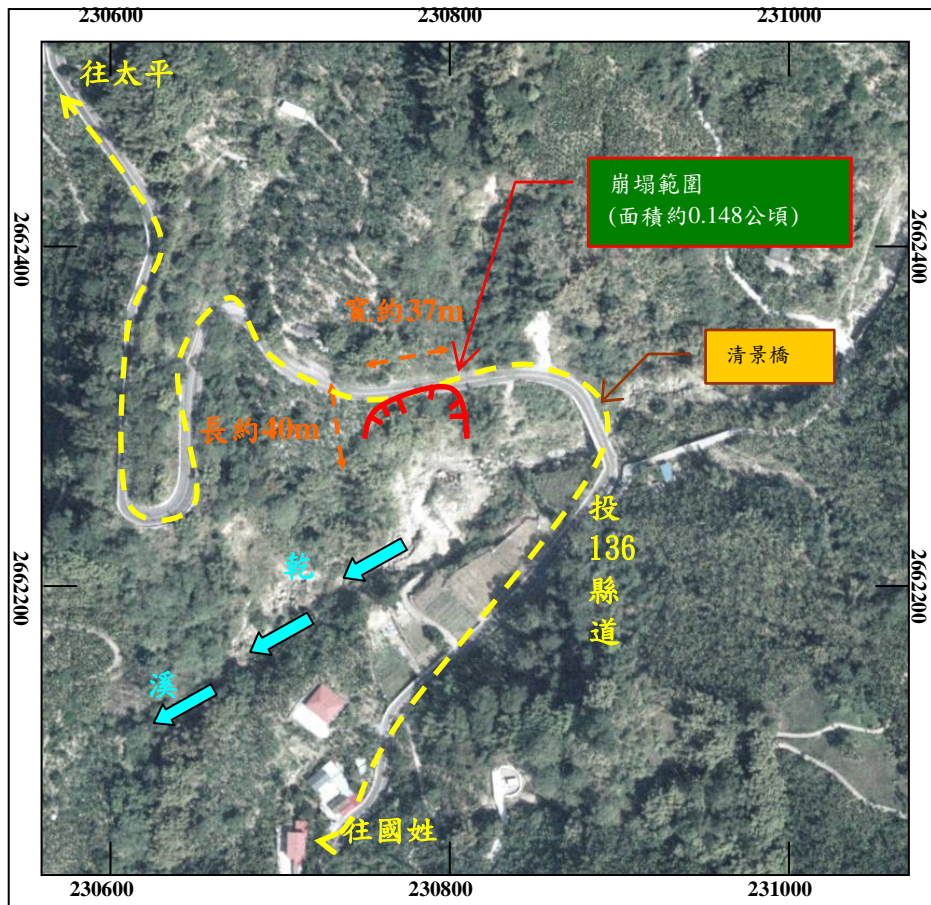 230600
230800
231000
往太平
崩塌範圍
(面積約0.148公頃)
2662400
2662400
寬約37m
清景橋
長約40m
投
136
縣
道
乾
2662200
2662200
溪
往國姓
230600
230800
231000